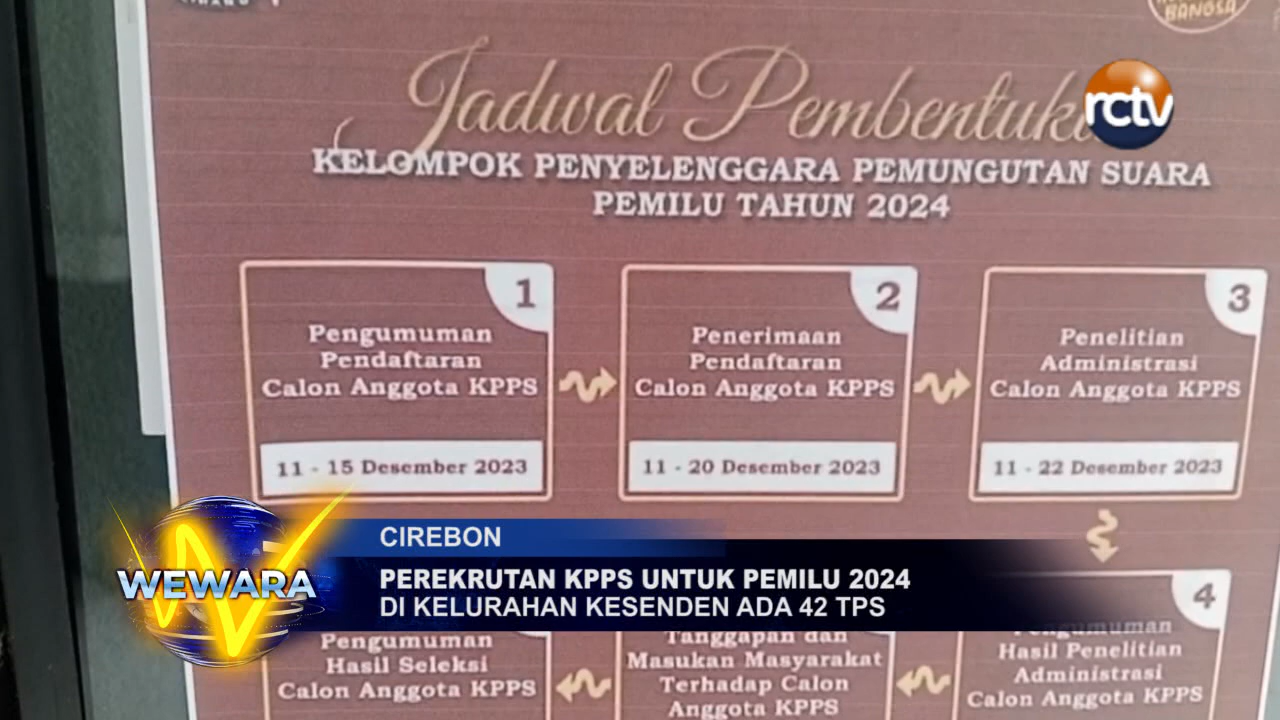 BANGSA
rctv
Jadwal
KELOMPOK PENYELENGGARA PEMUNGUTAN SUARA
PEMILU TAHUN 2024
1
Pengumuman
Pendaftaran
Calon Anggota KPPS
11 - 15 Desember 2023
2
Penerimaan
Pendaftaran
Calon Anggota KPPS
11 - 20 Desember 2023
3
Penelitian
Administrasi
Calon Anggota KPPS
11 - 22 Desember 2023
4
Pengumuman
Hasil Penelitian
Administrasi
Calon Anggota KPPS
Tanggapan dan
Masukan Masyarakat
Terhadap Calon
Anggota KPPS
Pengumuman
Hasil Seleksi
Calon Anggota KPPS
WEWARA
CIREBON
PEREKRUTAN KPPS UNTUK PEMILU 2024
DI KELURAHAN KESENDEN ADA 42 TPS